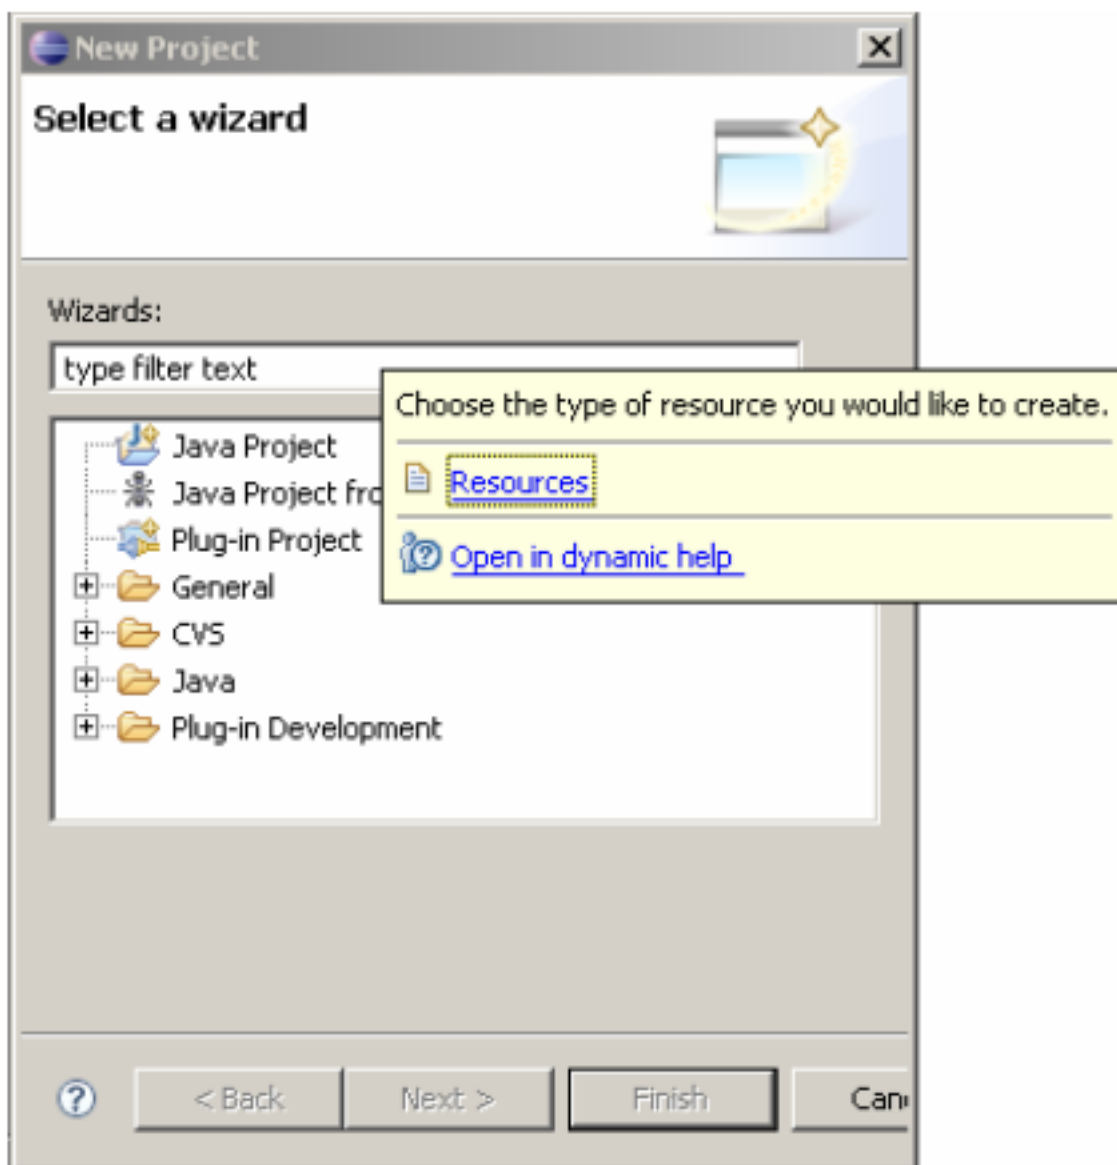 New Project
Select a wizard
Wizards:
type filter text
Choose the type of resource you would like to create.
Resources
Open in dynamic help
Java Project
Java Project fro
Plug-in Project
General
CVS
Java
Plug-in Development
< Back
Next >
Finish
Can